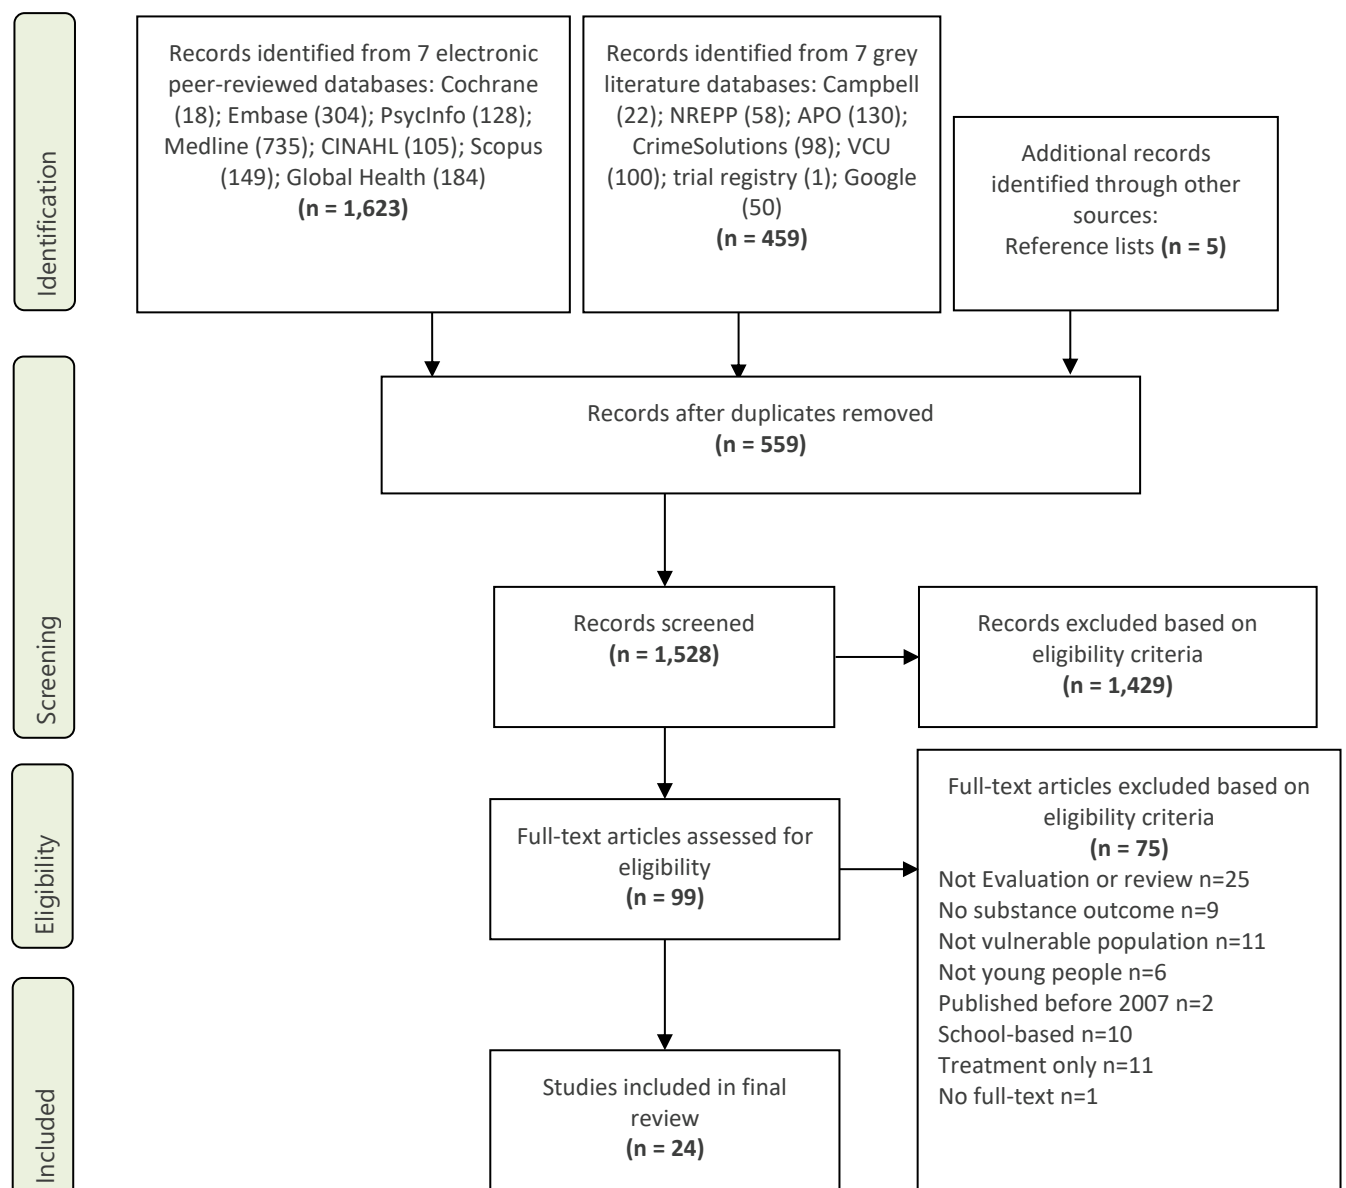 Identification
Records identified from 7 electronic
peer-reviewed databases: Cochrane
(18); Embase (304); PsycInfo (128);
Medline (735); CINAHL (105); Scopus
(149); Global Health (184)
(n = 1,623)
Records identified from 7 grey
literature databases: Campbell
(22); NREPP (58); APO (130);
CrimeSolutions (98); VCU
(100); trial registry (1); Google
(50)
(n = 459)
Additional records
identified through other
sources:
Reference lists (n = 5)
Screening
Records after duplicates removed
(n = 559)
Records screened
(n = 1,528)
Records excluded based on
eligibility criteria
(n = 1,429)
Eligibility
Full-text articles assessed for
eligibility
(n = 99)
Full-text articles excluded based on
eligibility criteria
(n = 75)
Not Evaluation or review n=25
No substance outcome n=9
Not vulnerable population n=11
Not young people n=6
Published before 2007 n=2
School-based n=10
Treatment only n=11
No full-text n=1
Included
Studies included in final
review
(n = 24)